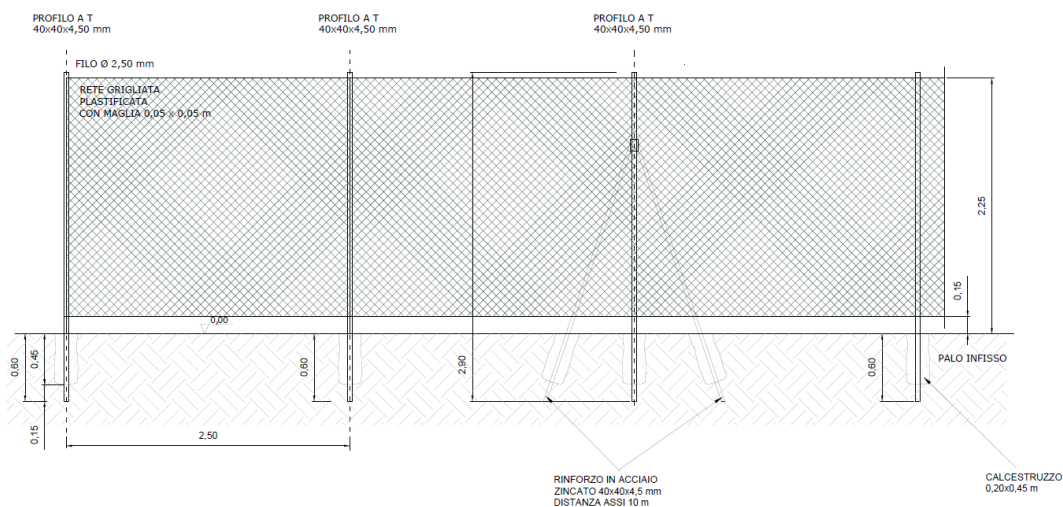 PROFILO A T
40x40x4,50 mm
PROFILO A T
40x40x4,50 mm
PROFILO A T
40x40x4,50 mm
FILO Ø 2,50 mm
RETE GRIGLIATA
PLASTIFICATA
CON MAGLIA 0,05 x 0,05 m
2,25
0,15
0,00
0,60
0,45
0,15
0,60
2,90
0,60
PALO INFISSO
2,50
RINFORZO IN ACCIAIO
ZINCATO 40x40x4,5 mm
DISTANZA ASSI 10 m
CALCESTRUZZO
0,20x0,45 m